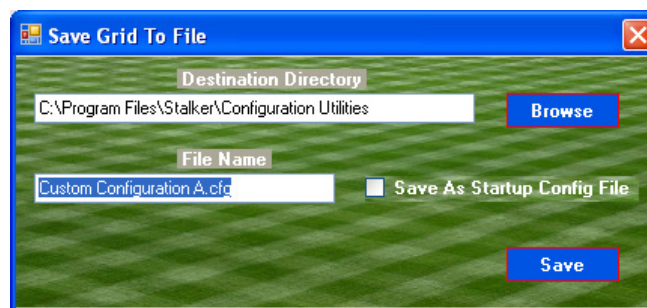 Save Grid To File
Destination Directory
C:\Program Files\Stalker\Configuration Utilities
Browse
File Name
Custom Configuration A.cfg
Save As Startup Config File
Save